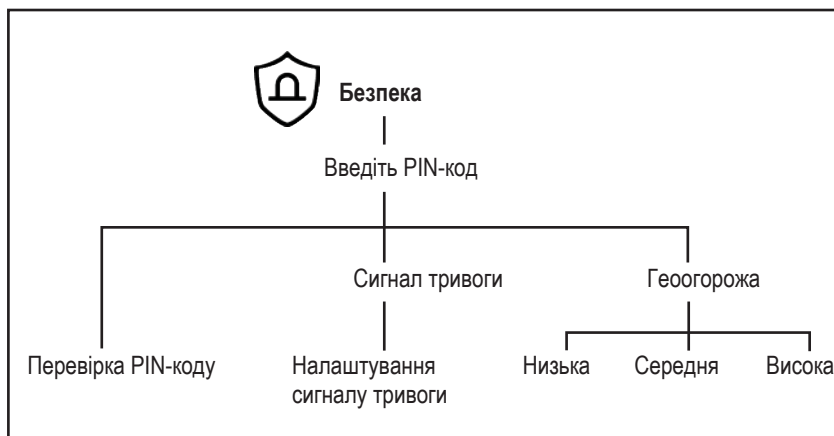 Безпека
Введіть PIN-код
Сигнал тривоги
Геоогорожа
Перевірка PIN-коду
Налаштування
сигналу тривоги
Низька
Середня
Висока